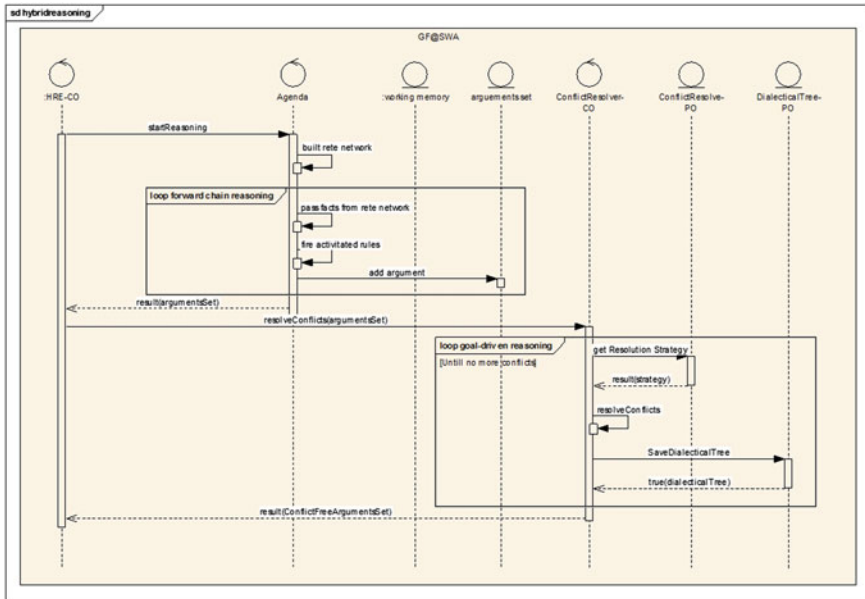 sd hybridreasoning
GF@SWA
:HRE-CO
Agenda
:working memory
arguementsset
ConflictResolver-
CO
ConflictResolve-
PO
DialecticalTree-
PO
startReasoning
built rete network
loop forward chain reasoning
pass facts from rete network
fire activitated rules
add argument
result(argumentsSet)
resolveConflicts(argumentsSet)
loop goal-driven reasoning
get Resolution Strategy
[Untill no more conflicts]
result(strategy)
resolveConflicts
SaveDialecticalTree
true(dialecticalTree)
result(ConflictFreeArgumentsSet)